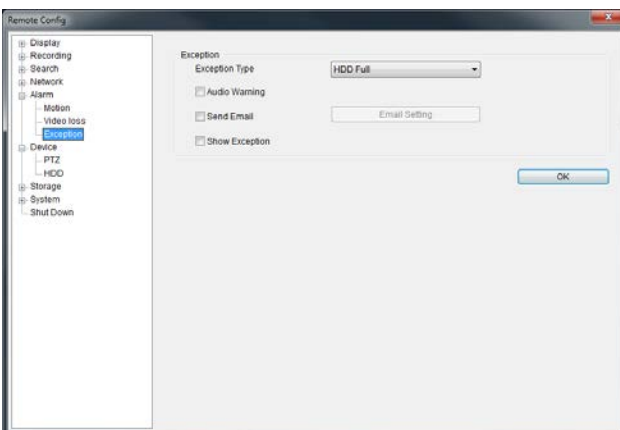 Remote Config
Display
Recording
Search
Network
Alarm
Motion
Video loss
Exception
Device
PTZ
HDD
Storage
System
Shut Down
Exception
Exception Type
HDD Full
Audio Warning
Send Email
Email Setting
Show Exception
OK